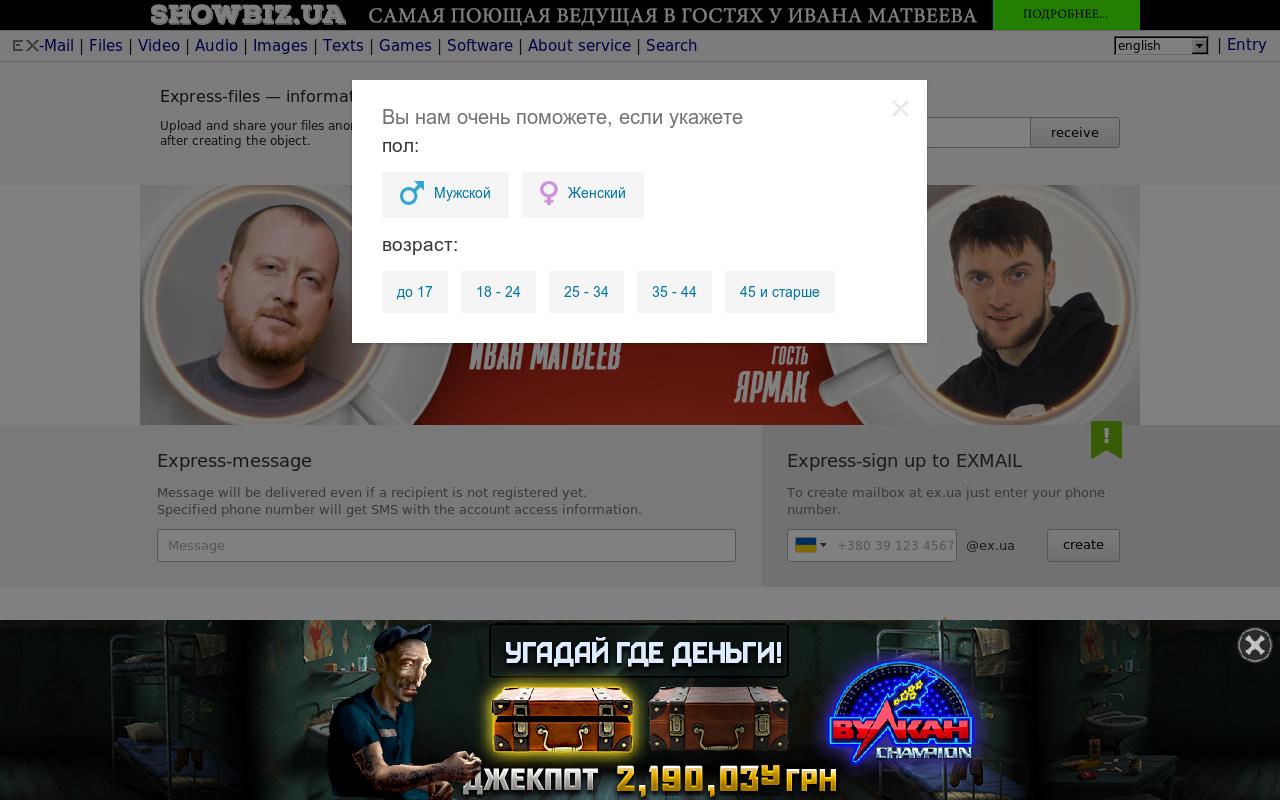 SHOWBIZ.UA САМАЯ ПОЮЩАЯ ВЕДУЩАЯ В ГОСТЯХ У ИВАНА МАТВЕЕВА ПОДРОБНЕЕ...
EX-Mail | Files | Video | Audio | Images | Texts | Games | Software | About service | Search english | Entry
Express-files — informat
Upload and share your files anon
after creating the object.
receive
Вы нам очень поможете, если укажете
пол:
Мужской Женский
возраст:
до 17 18 - 24 25 - 34 35 - 44 45 и старше
ИВАН МАТВЕЕВ
ГОСТЬ
ЯРМАК
Express-message
Message will be delivered even if a recipient is not registered yet.
Specified phone number will get SMS with the account access information.
Message
!
Express-sign up to EXMAIL
To create mailbox at ex.ua just enter your phone
number.
+380 39 123 4567 @ex.ua create
УГАДАЙ ГДЕ ДЕНЬГИ!
ВУЛКАН
CHAMPION
ДЖЕКПОТ 2,190,039 ГРН